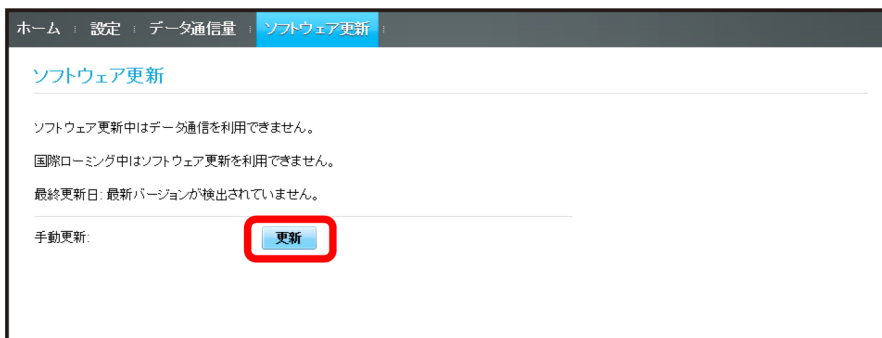 ホーム 設定 データ通信量 ソフトウェア更新
ソフトウェア更新
ソフトウェア更新中はデータ通信を利用できません。
国際ローミング中はソフトウェア更新を利用できません。
最終更新日: 最新バージョンが検出されていません。
手動更新: 更新